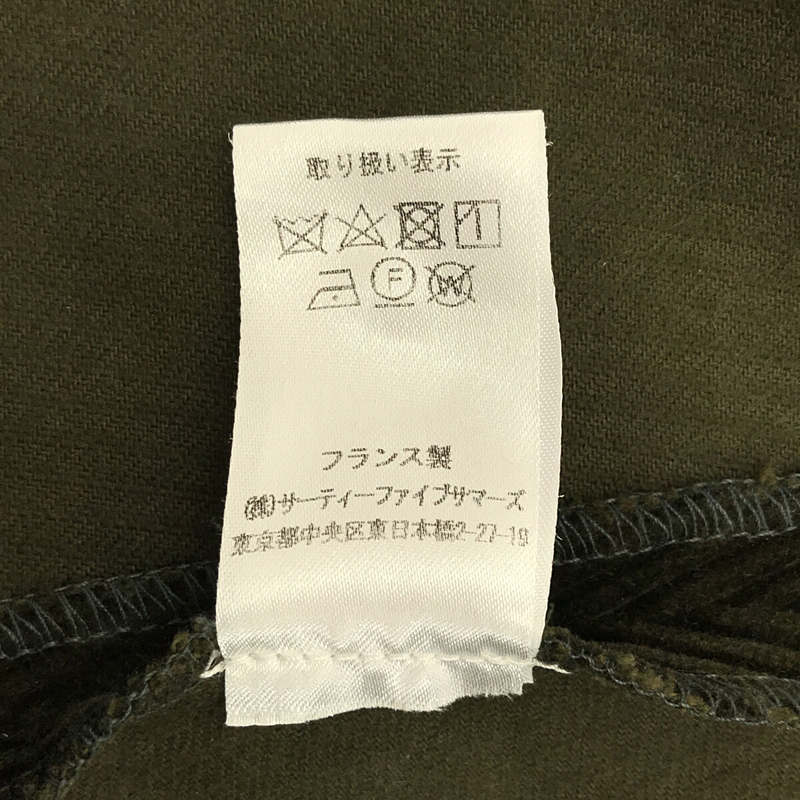 取り扱い表示
F
W
フランス製
㈱サーティーファイブサマーズ
東京都中央区東日本橋2-27-19